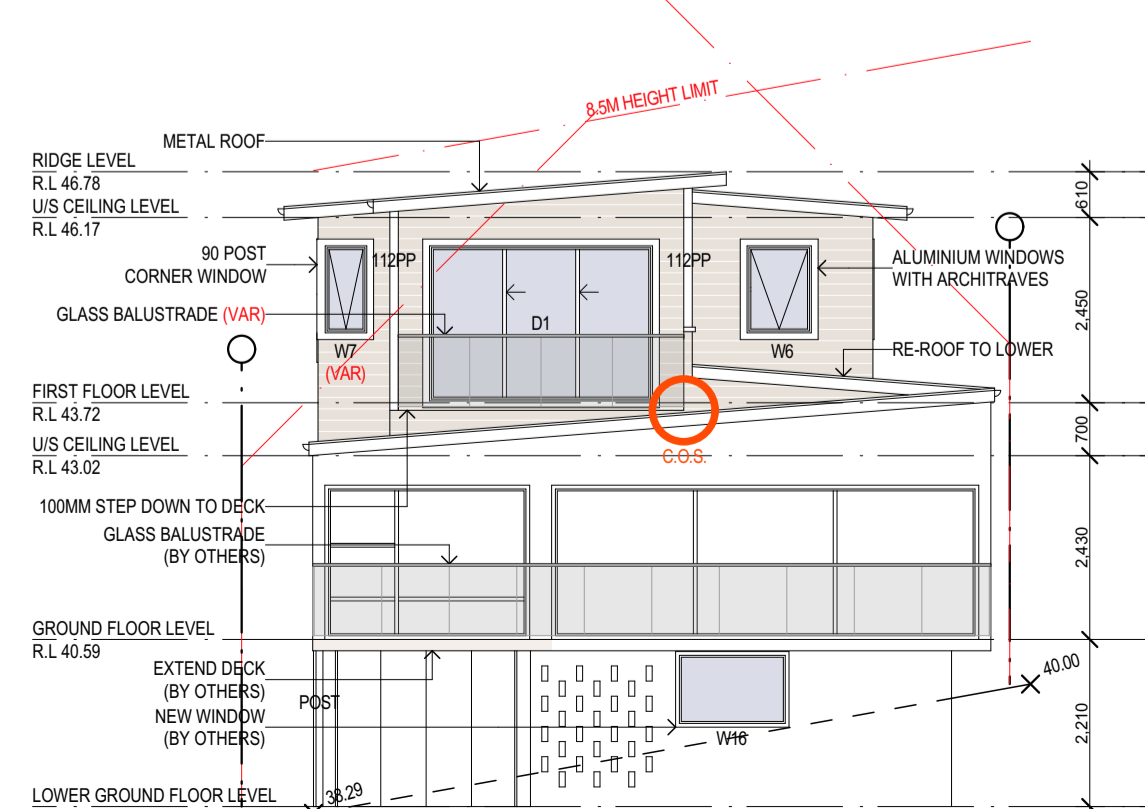 8.5M HEIGHT LIMIT
METAL ROOF
RIDGE LEVEL
R.L 46.78
U/S CEILING LEVEL
R.L 46.17
610
90 POST
CORNER WINDOW
112PP
112PP
ALUMINIUM WINDOWS
WITH ARCHITRAVES
2,450
GLASS BALUSTRADE (VAR)
D1
W7
(VAR)
W6
RE-ROOF TO LOWER
FIRST FLOOR LEVEL
R.L 43.72
700
U/S CEILING LEVEL
R.L 43.02
C.O.S.
100MM STEP DOWN TO DECK
GLASS BALUSTRADE
(BY OTHERS)
2,430
GROUND FLOOR LEVEL
R.L 40.59
EXTEND DECK
(BY OTHERS)
POST
NEW WINDOW
(BY OTHERS)
W16
40.00
2,210
LOWER GROUND FLOOR LEVEL
38.29